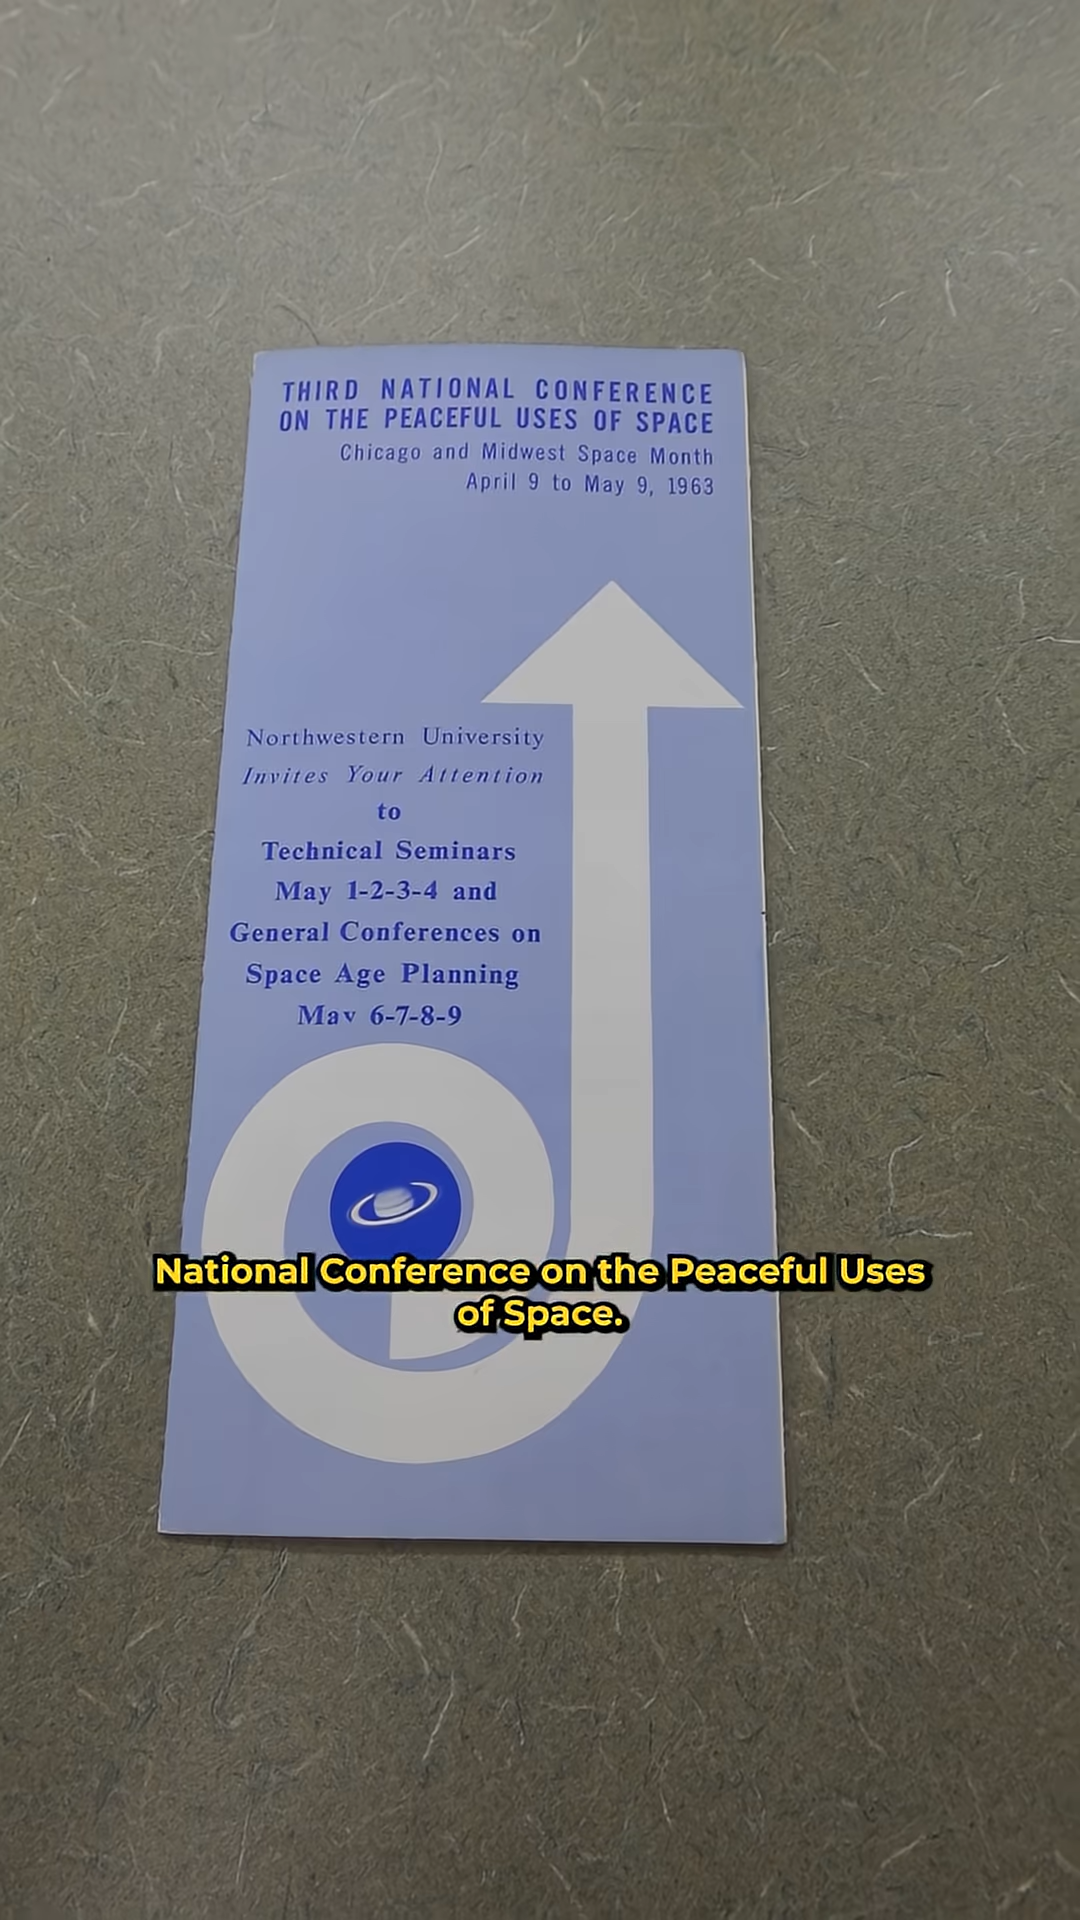 THIRD NATIONAL CONFERENCE
ON THE PEACEFUL USES OF SPACE
Chicago and Midwest Space Month
April 9 to May 9, 1963
Northwestern University
Invites Your Attention
to
Technical Seminars
May 1-2-3-4 and
General Conferences on
Space Age Planning
May 6-7-8-9
National Conference on the Peaceful Uses
of Space.